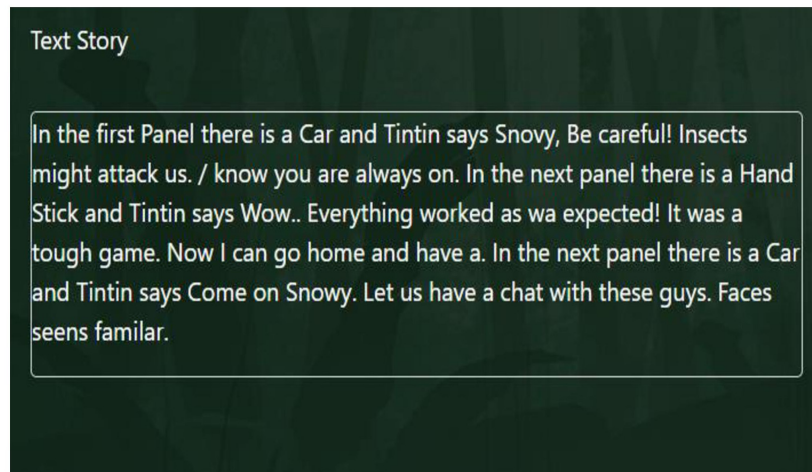 Text Story
In the first Panel there is a Car and Tintin says Snovy, Be careful! Insects
might attack us. / know you are always on. In the next panel there is a Hand
Stick and Tintin says Wow.. Everything worked as wa expected! It was a
tough game. Now I can go home and have a. In the next panel there is a Car
and Tintin says Come on Snowy. Let us have a chat with these guys. Faces
seens familar.